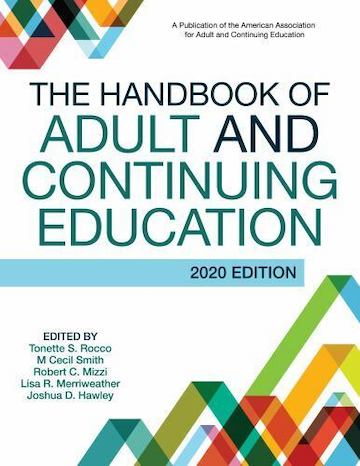 A Publication of the American Association
for Adult and Continuing Education
THE HANDBOOK OF
ADULT AND
CONTINUING
EDUCATION
2020 EDITION
EDITED BY
Tonette S. Rocco
M Cecil Smith
Robert C. Mizzi
Lisa R. Merriweather
Joshua D. Hawley